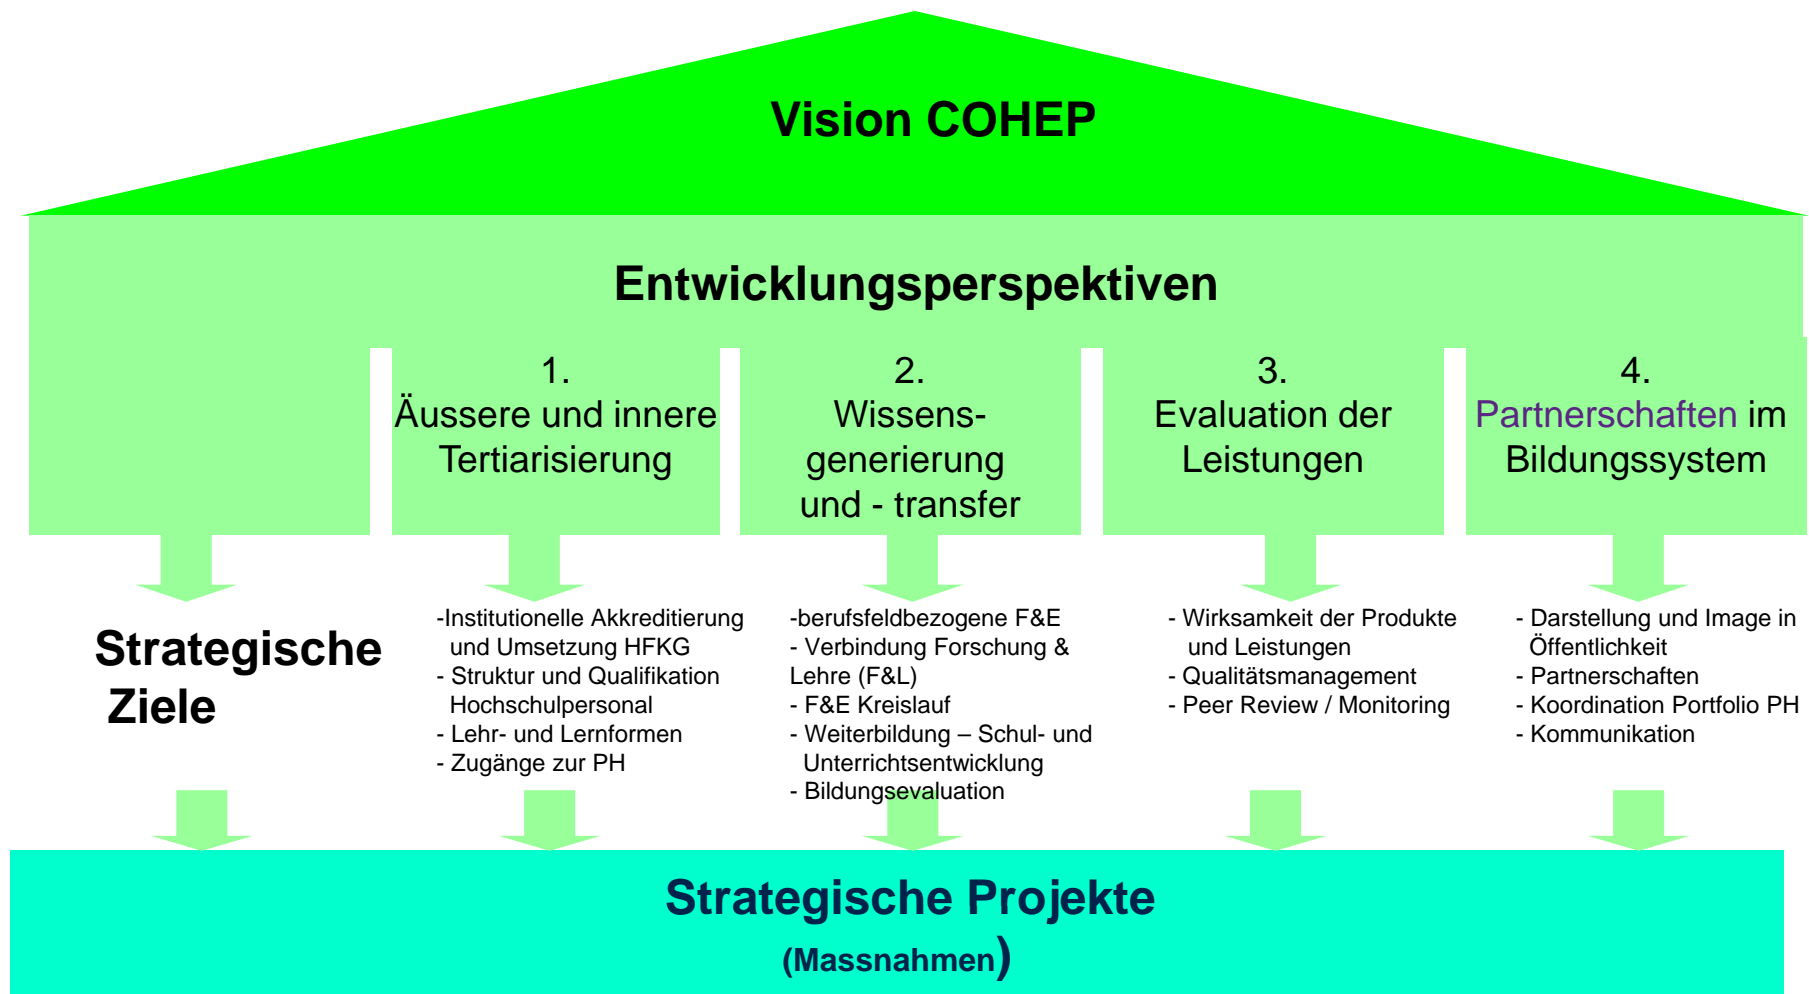 Vision COHEP
Entwicklungsperspektiven
1.
Äussere und innere
Tertiarisierung
2.
Wissens-
generierung
und - transfer
3.
Evaluation der
Leistungen
4.
Partnerschaften im
Bildungssystem
Strategische
Ziele
-Institutionelle Akkreditierung
und Umsetzung HFKG
- Struktur und Qualifikation
Hochschulpersonal
- Lehr- und Lernformen
- Zugänge zur PH
-berufsfeldbezogene F&E
- Verbindung Forschung &
Lehre (F&L)
- F&E Kreislauf
- Weiterbildung – Schul- und
Unterrichtsentwicklung
- Bildungsevaluation
- Wirksamkeit der Produkte
und Leistungen
- Qualitätsmanagement
- Peer Review / Monitoring
- Darstellung und Image in
Öffentlichkeit
- Partnerschaften
- Koordination Portfolio PH
- Kommunikation
Strategische Projekte
(Massnahmen)